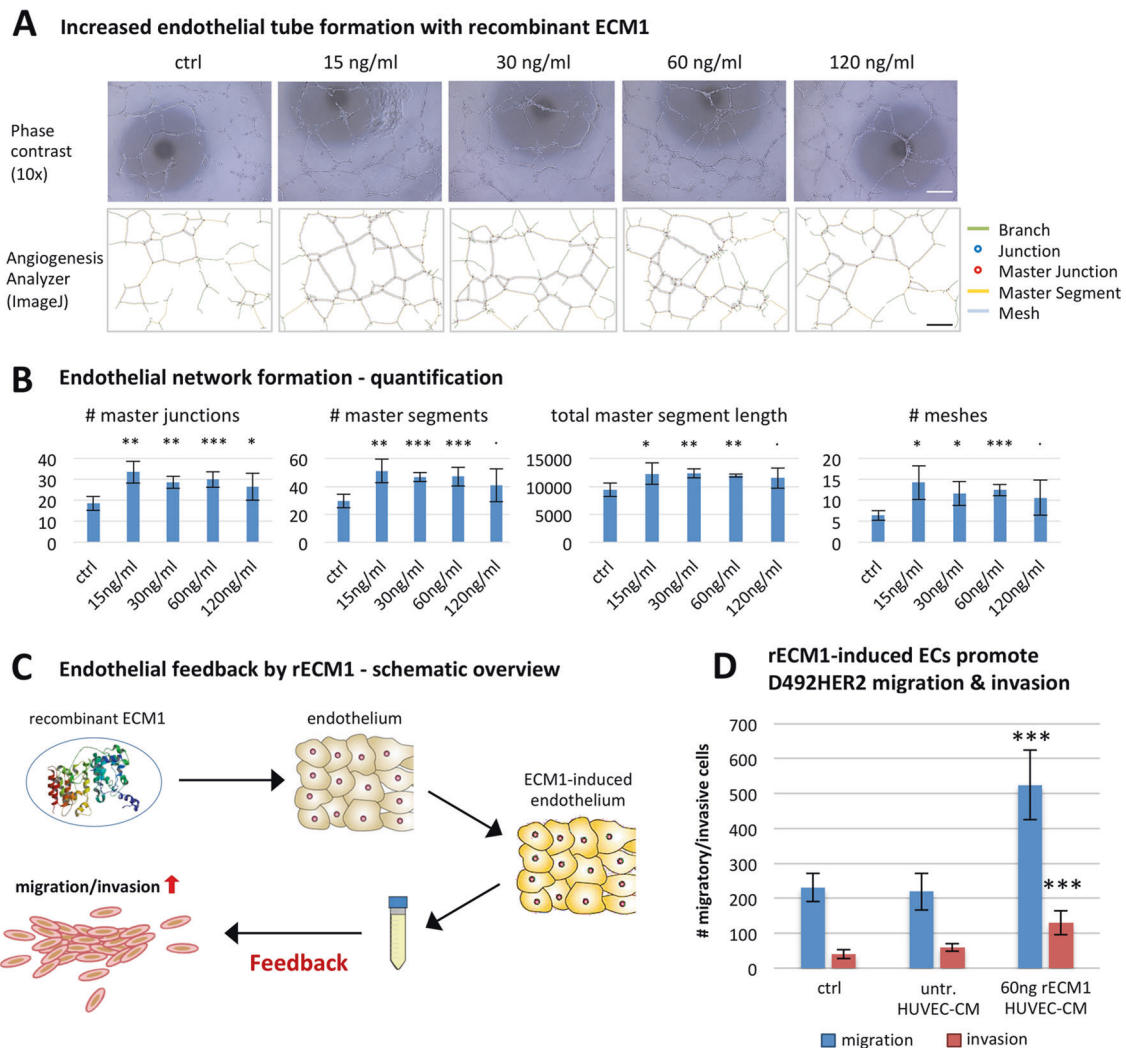 A Increased endothelial tube formation with recombinant ECM1
ctrl 15 ng/ml 30 ng/ml 60 ng/ml 120 ng/ml
Phase
contrast
(10x)
Angiogenesis
Analyzer
(ImageJ)
Branch
Junction
Master Junction
Master Segment
Mesh
B Endothelial network formation - quantification
# master junctions
** ** *** *
40
30
20
10
0
ctrl 15ng/ml 30ng/ml 60ng/ml 120ng/ml
# master segments
** *** *** .
60
40
20
0
ctrl 15ng/ml 30ng/ml 60ng/ml 120ng/ml
total master segment length
* ** ** .
15000
10000
5000
0
ctrl 15ng/ml 30ng/ml 60ng/ml 120ng/ml
# meshes
* * *** .
20
15
10
5
0
ctrl 15ng/ml 30ng/ml 60ng/ml 120ng/ml
C Endothelial feedback by rECM1 - schematic overview
recombinant ECM1
endothelium
ECM1-induced
endothelium
migration/invasion
Feedback
D rECM1-induced ECs promote
D492HER2 migration & invasion
# migratory/invasive cells
700
600
500
400
300
200
100
0
***
***
ctrl
untr.
HUVEC-CM
60ng rECM1
HUVEC-CM
migration invasion